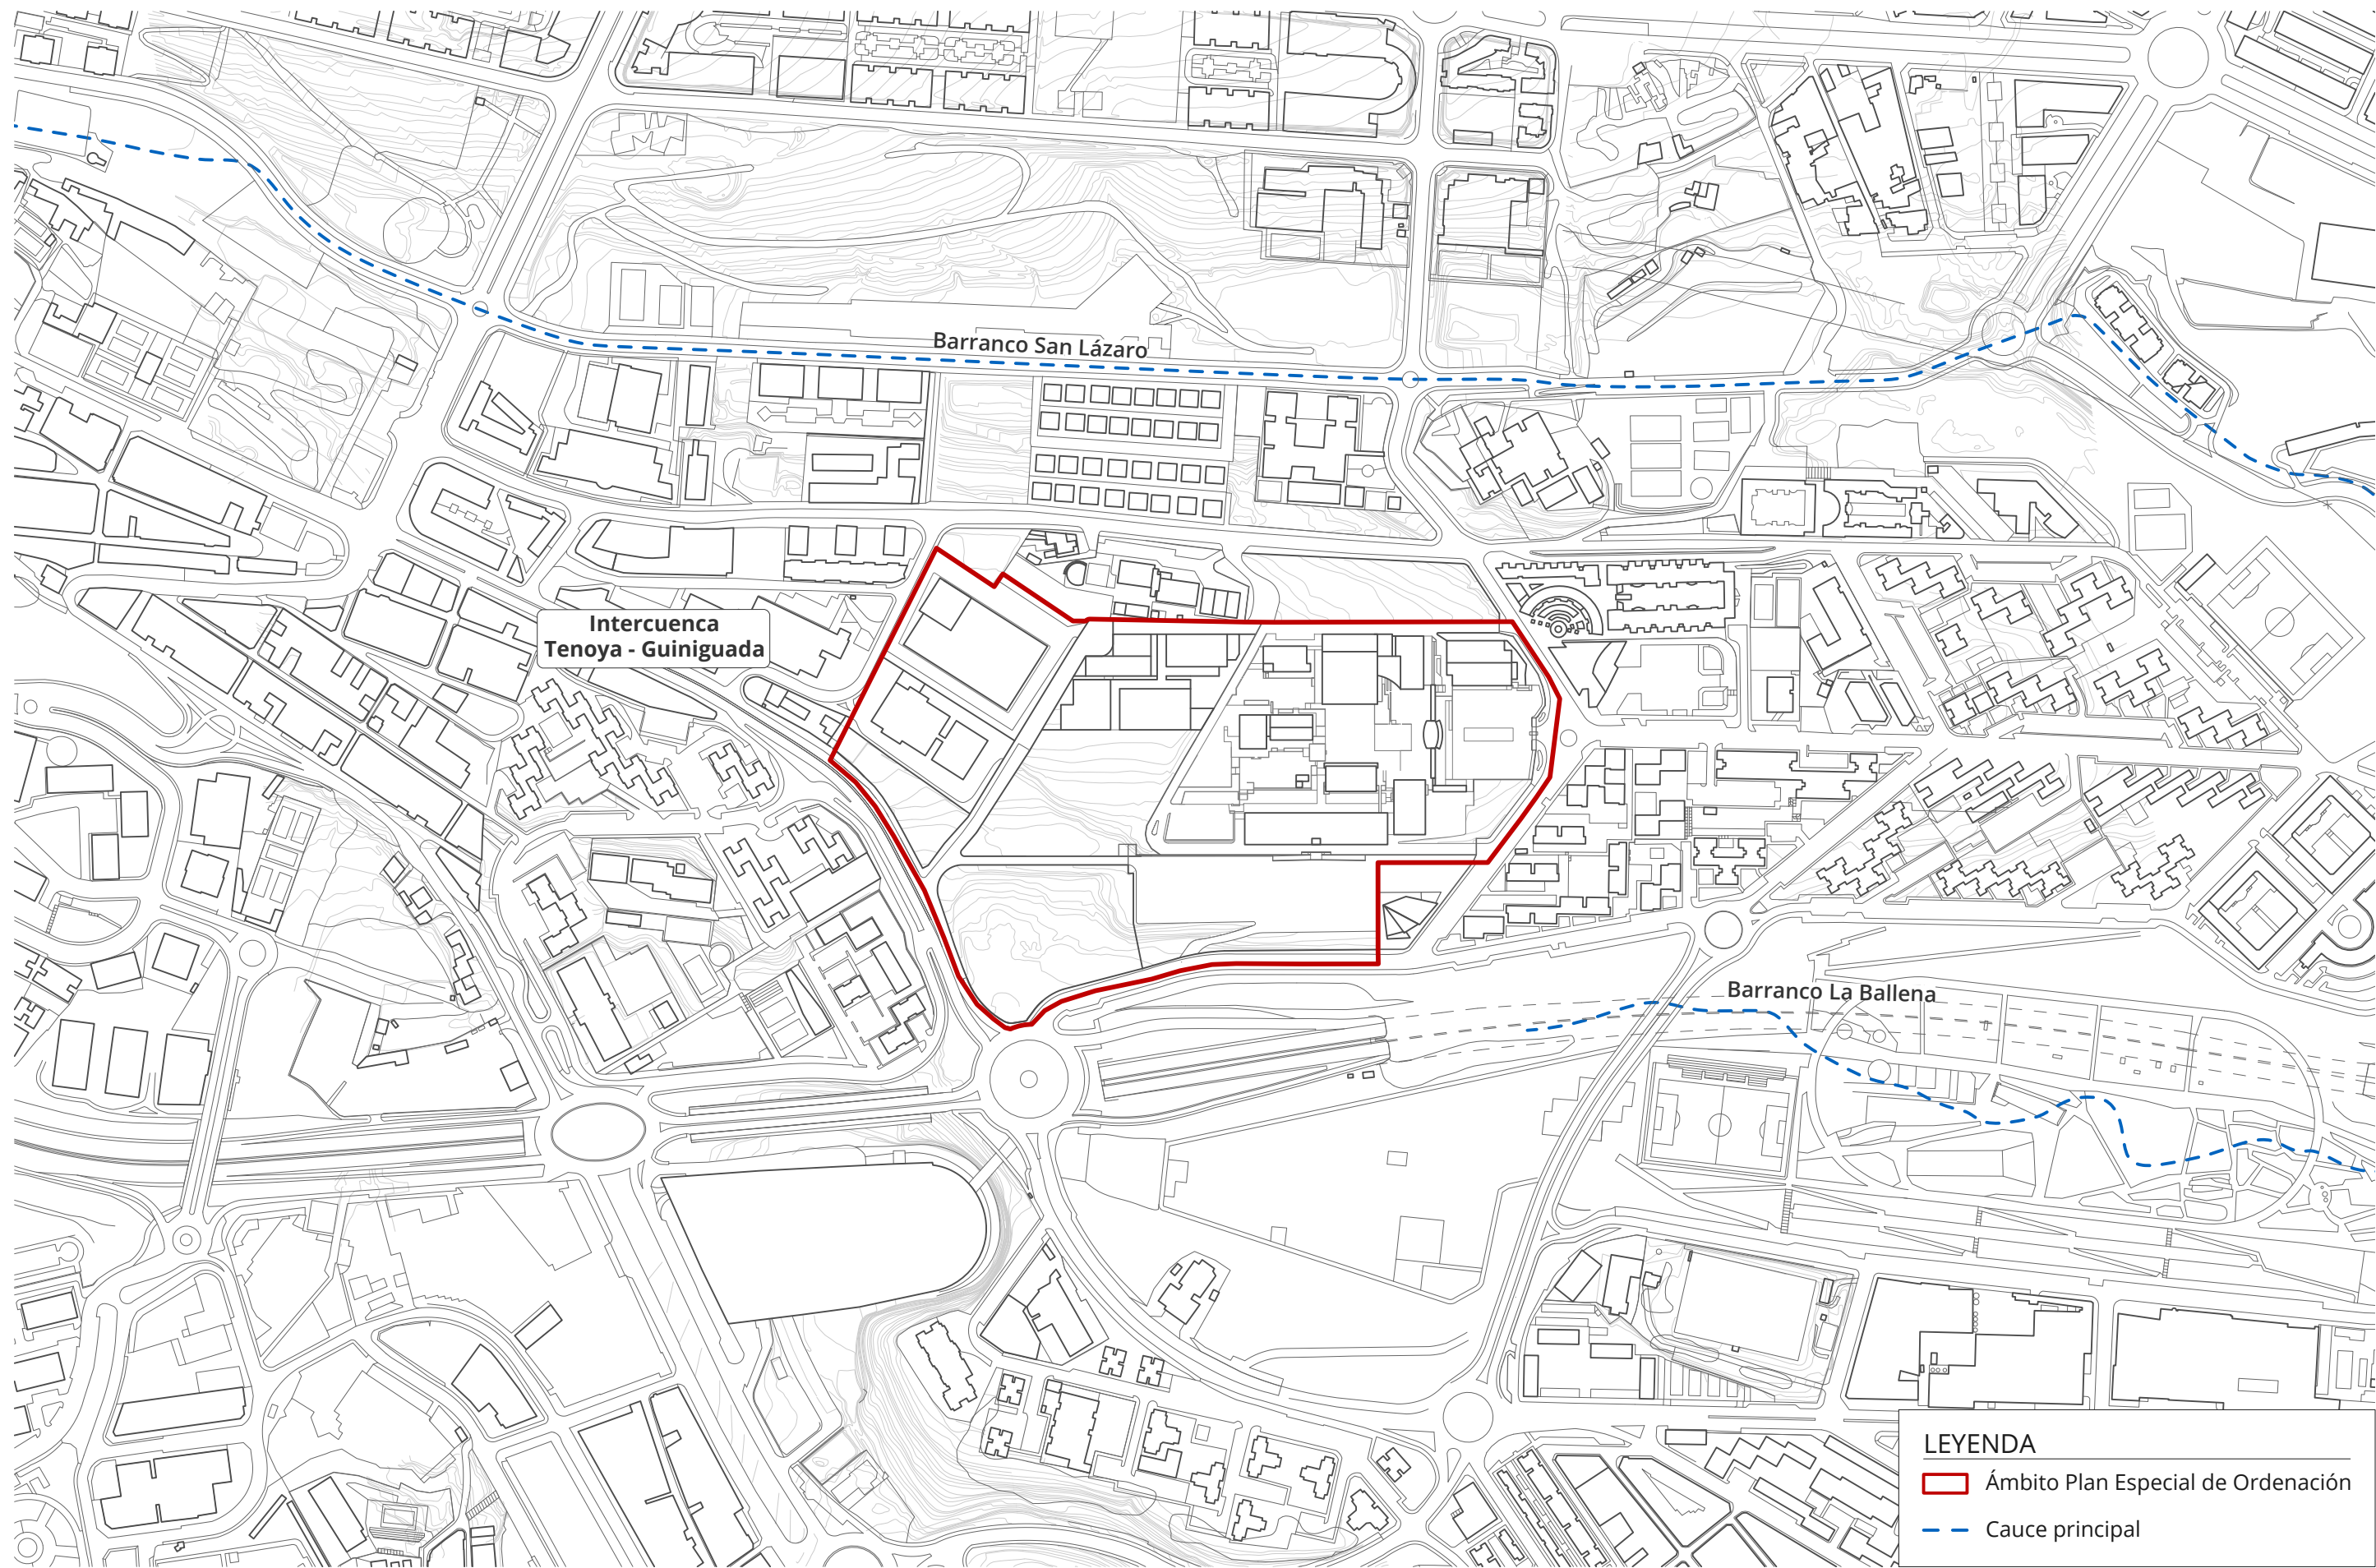 Barranco San Lázaro
Intercuenca
Tenoya - Guiniguada
Barranco La Ballena
LEYENDA
Ámbito Plan Especial de Ordenación
Cauce principal